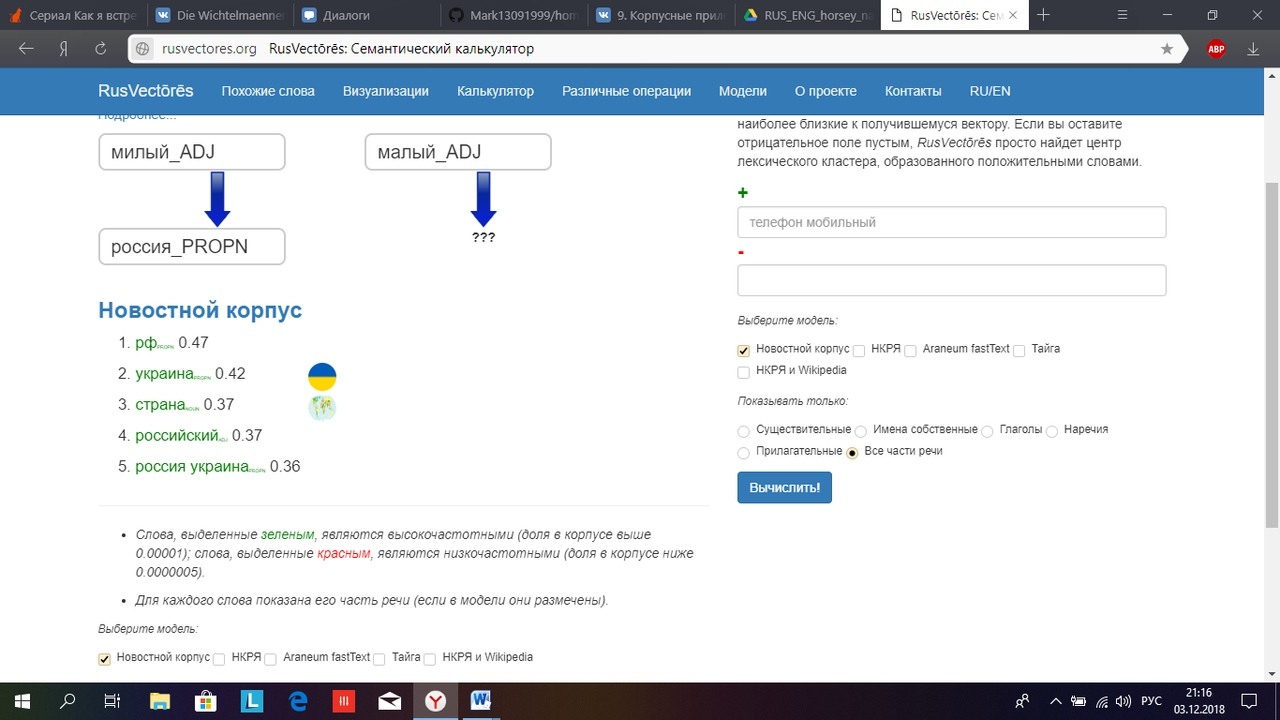 Сериал Как я встре
Die Wichtelmaenner
Диалоги
Mark13091999/hom
9. Корпусные прил
RUS_ENG_horsey_na
RusVectōrēs: Сем
rusvectores.org RusVectōrēs: Семантический калькулятор
ABP
RusVectōrēs Похожие слова Визуализации Калькулятор Различные операции Модели О проекте Контакты RU/EN
Подробнее...
милый_ADJ
малый_ADJ
россия_PROPN
???
Новостной корпус
1. рфPROPN 0.47
2. украинаPROPN 0.42
3. странаNOUN 0.37
4. российскийADJ 0.37
5. россия украинаPROPN 0.36
• Слова, выделенные зеленым, являются высокочастотными (доля в корпусе выше
0.00001); слова, выделенные красным, являются низкочастотными (доля в корпусе ниже
0.0000005).
• Для каждого слова показана его часть речи (если в модели они размечены).
Выберите модель:
Новостной корпус НКРЯ Araneum fastText Тайга НКРЯ и Wikipedia
наиболее близкие к получившемуся вектору. Если вы оставите
отрицательное поле пустым, RusVectōrēs просто найдет центр
лексического кластера, образованного положительными словами.
+
телефон мобильный
-
Выберите модель:
Новостной корпус НКРЯ Araneum fastText Тайга
НКРЯ и Wikipedia
Показывать только:
Существительные Имена собственные Глаголы Наречия
Прилагательные Все части речи
Вычислить!
РУС
21:16
03.12.2018